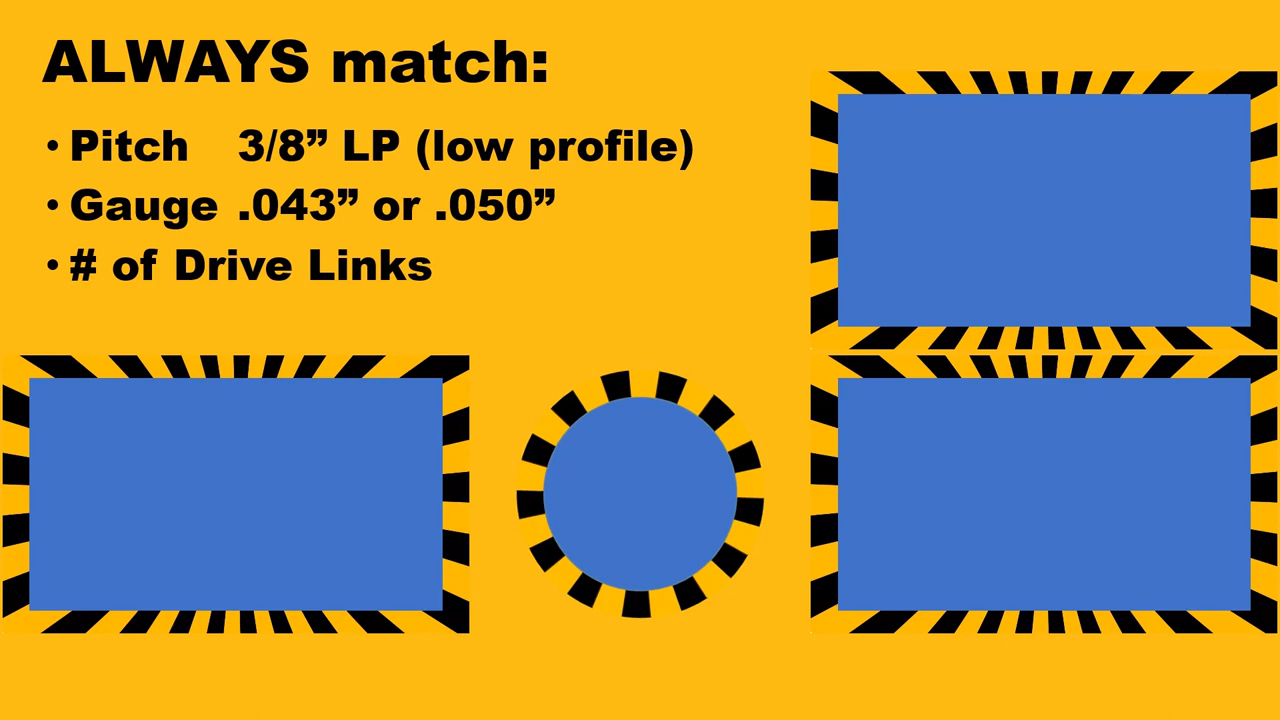 ALWAYS match:
• Pitch 3/8” LP (low profile)
• Gauge .043” or .050”
• # of Drive Links